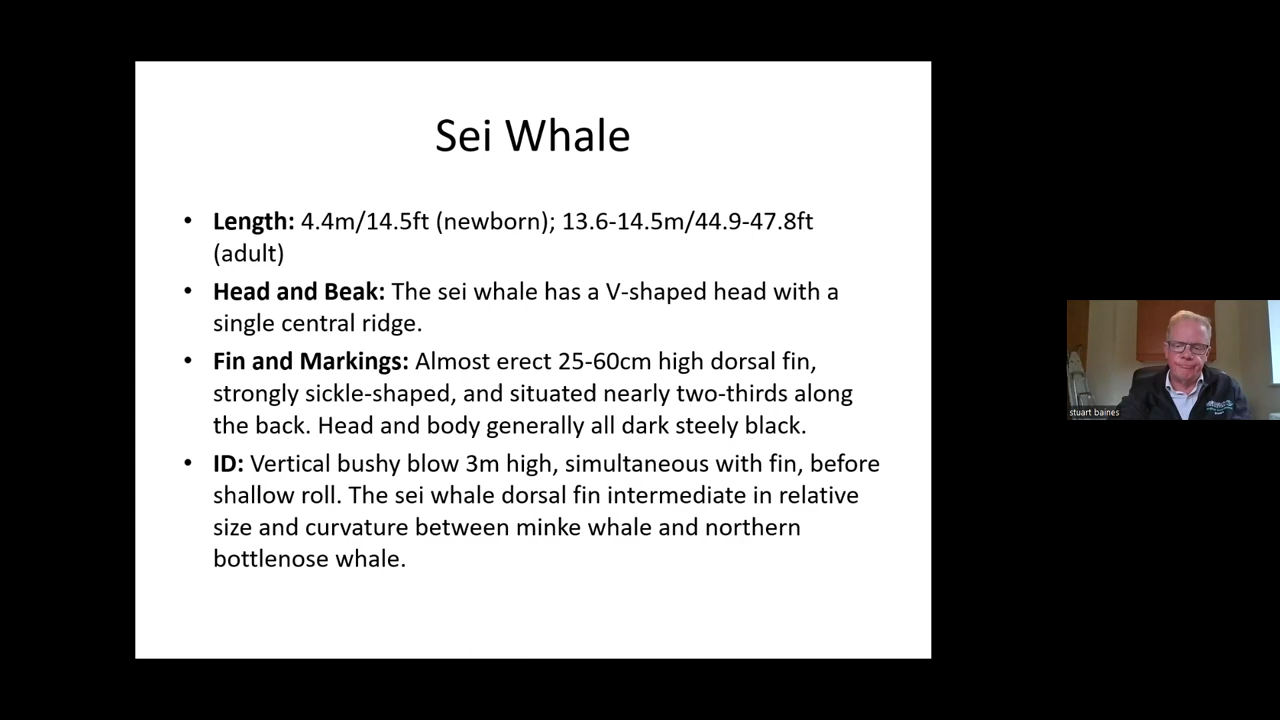 Sei Whale
• Length: 4.4m/14.5ft (newborn); 13.6-14.5m/44.9-47.8ft
(adult)
• Head and Beak: The sei whale has a V-shaped head with a
single central ridge.
• Fin and Markings: Almost erect 25-60cm high dorsal fin,
strongly sickle-shaped, and situated nearly two-thirds along
the back. Head and body generally all dark steely black.
• ID: Vertical bushy blow 3m high, simultaneous with fin, before
shallow roll. The sei whale dorsal fin intermediate in relative
size and curvature between minke whale and northern
bottlenose whale.
stuart baines